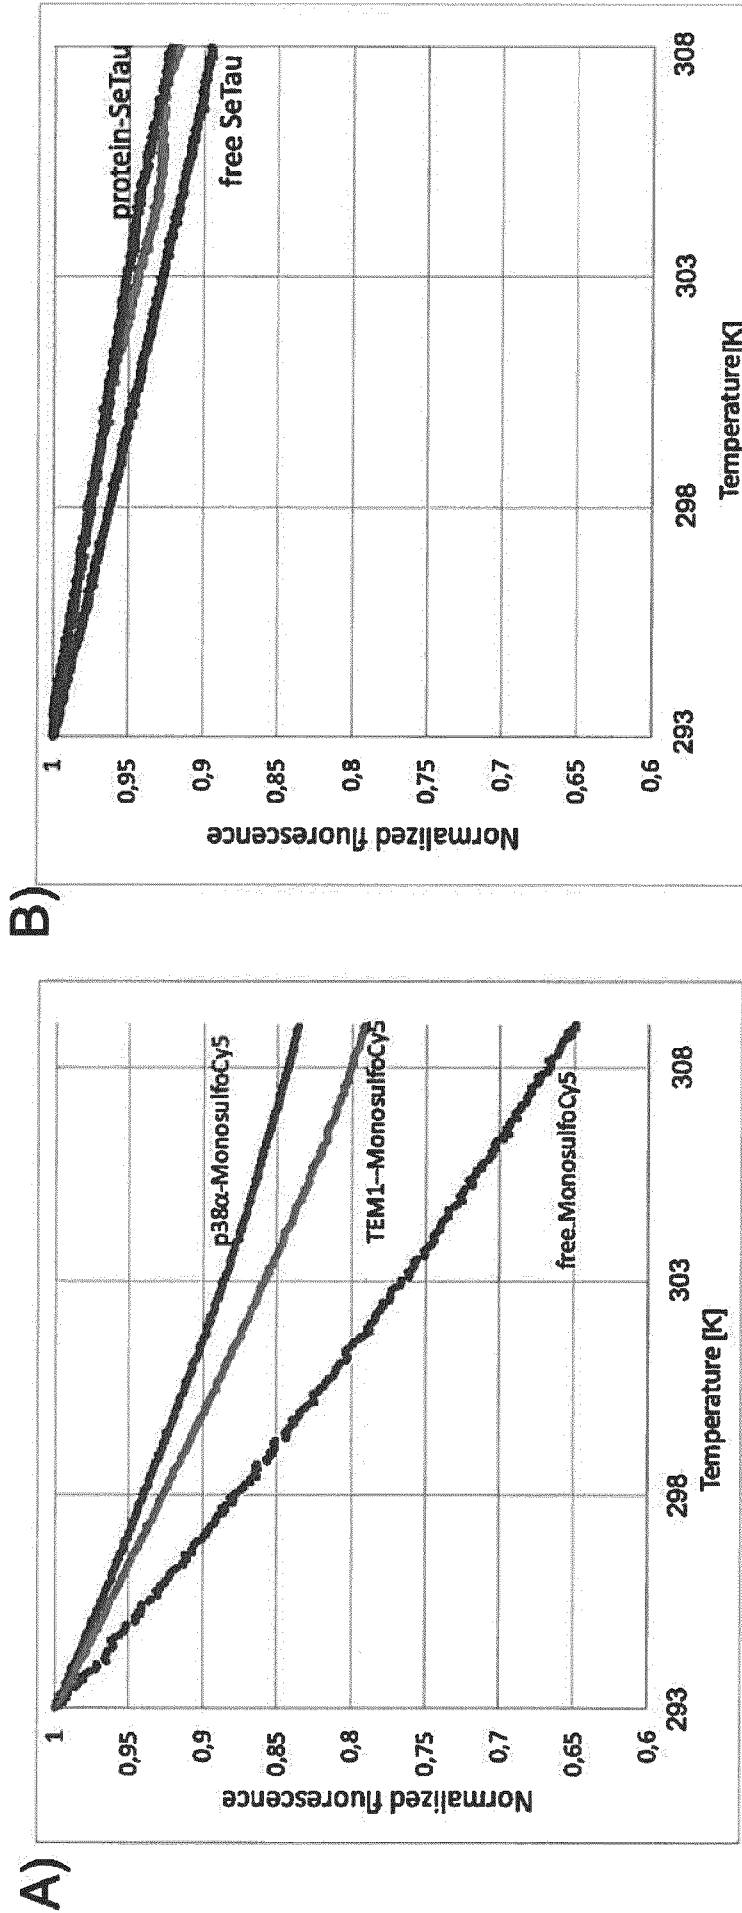 A)
Normalized fluorescence
1
0,95
0,9
0,85
0,8
0,75
0,7
0,65
0,6
p38α-MonosulfoCy5
TEM1--MonosulfoCy5
free.MonosulfoCy5
293
298
303
308
Temperature [K]
B)
Normalized fluorescence
1
0,95
0,9
0,85
0,8
0,75
0,7
0,65
0,6
protein-SeTau
free SeTau
293
298
303
308
Temperature[K]